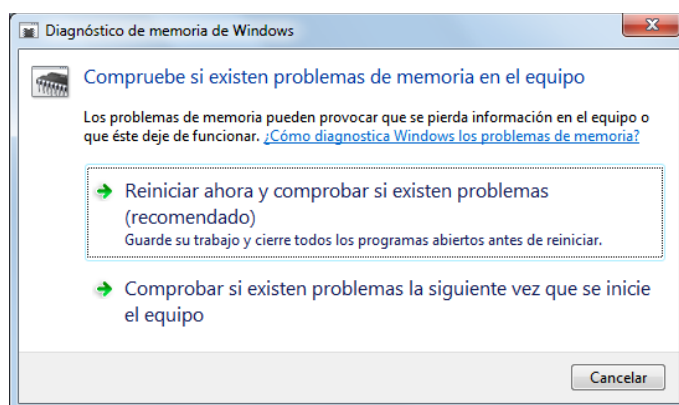 Diagnóstico de memoria de Windows
Compruebe si existen problemas de memoria en el equipo
Los problemas de memoria pueden provocar que se pierda información en el equipo o
que éste deje de funcionar. ¿Cómo diagnostica Windows los problemas de memoria?
Reiniciar ahora y comprobar si existen problemas
(recomendado)
Guarde su trabajo y cierre todos los programas abiertos antes de reiniciar.
Comprobar si existen problemas la siguiente vez que se inicie
el equipo
Cancelar